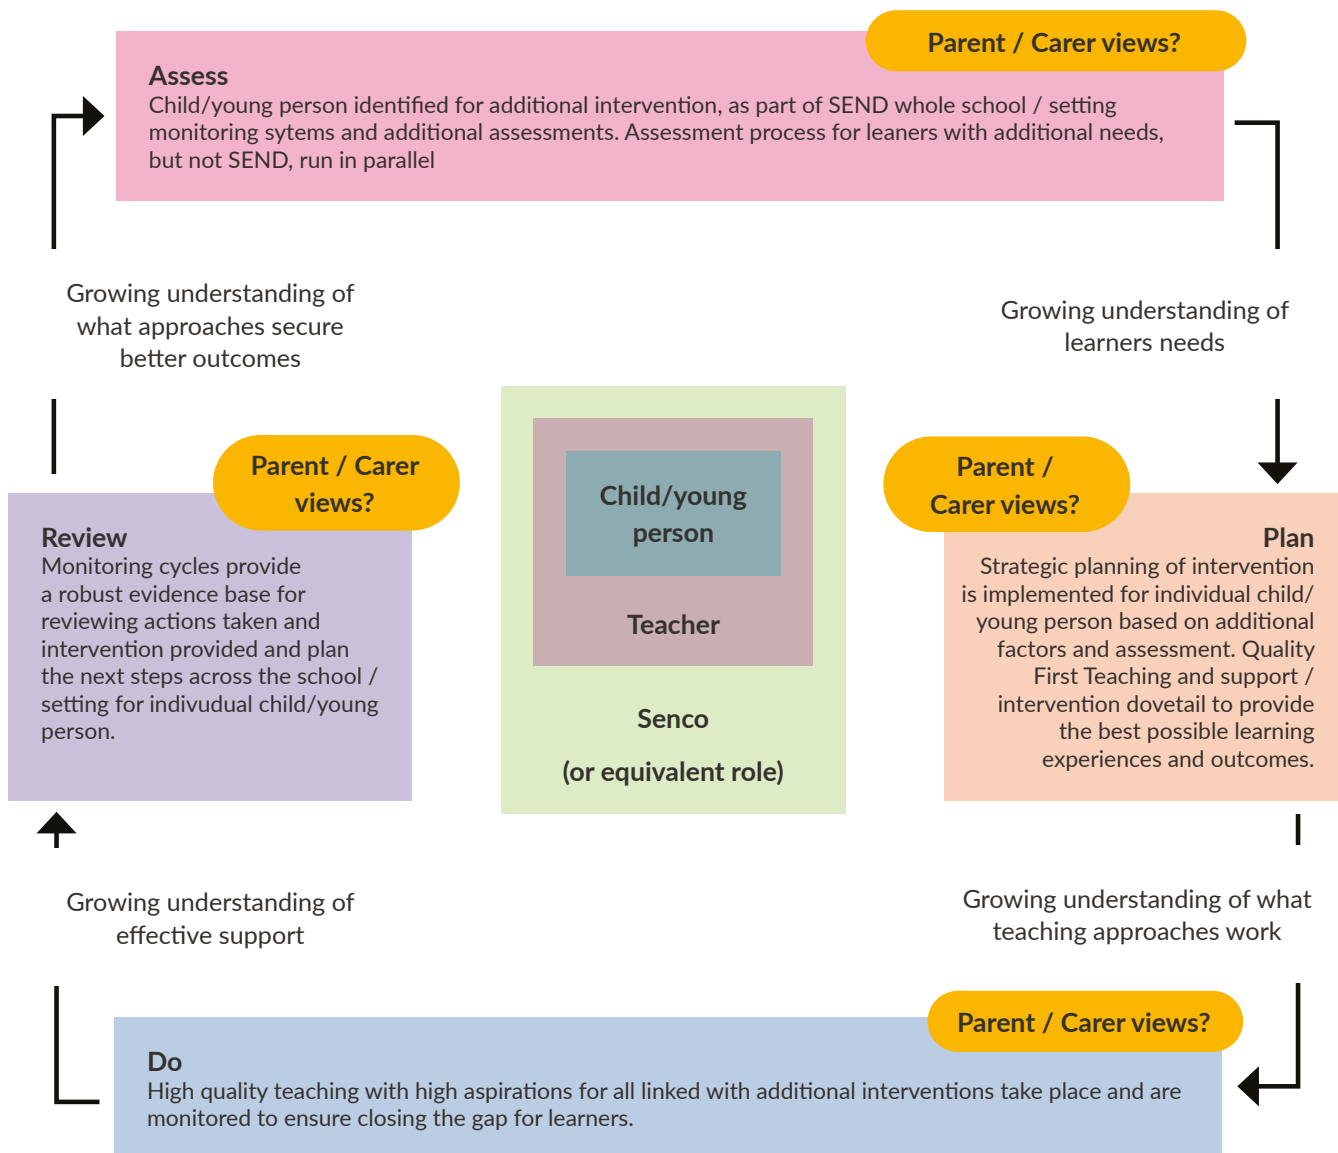 Parent / Carer views?
Assess
Child/young person identified for additional intervention, as part of SEND whole school / setting
monitoring sytems and additional assessments. Assessment process for leaners with additional needs,
but not SEND, run in parallel
Growing understanding of
what approaches secure
better outcomes
Growing understanding of
learners needs
Parent / Carer
views?
Review
Monitoring cycles provide
a robust evidence base for
reviewing actions taken and
intervention provided and plan
the next steps across the school /
setting for indivudual child/young
person.
Child/young
person
Teacher
Senco
(or equivalent role)
Parent /
Carer views?
Plan
Strategic planning of intervention
is implemented for individual child/
young person based on additional
factors and assessment. Quality
First Teaching and support /
intervention dovetail to provide
the best possible learning
experiences and outcomes.
Growing understanding of
effective support
Growing understanding of what
teaching approaches work
Parent / Carer views?
Do
High quality teaching with high aspirations for all linked with additional interventions take place and are
monitored to ensure closing the gap for learners.